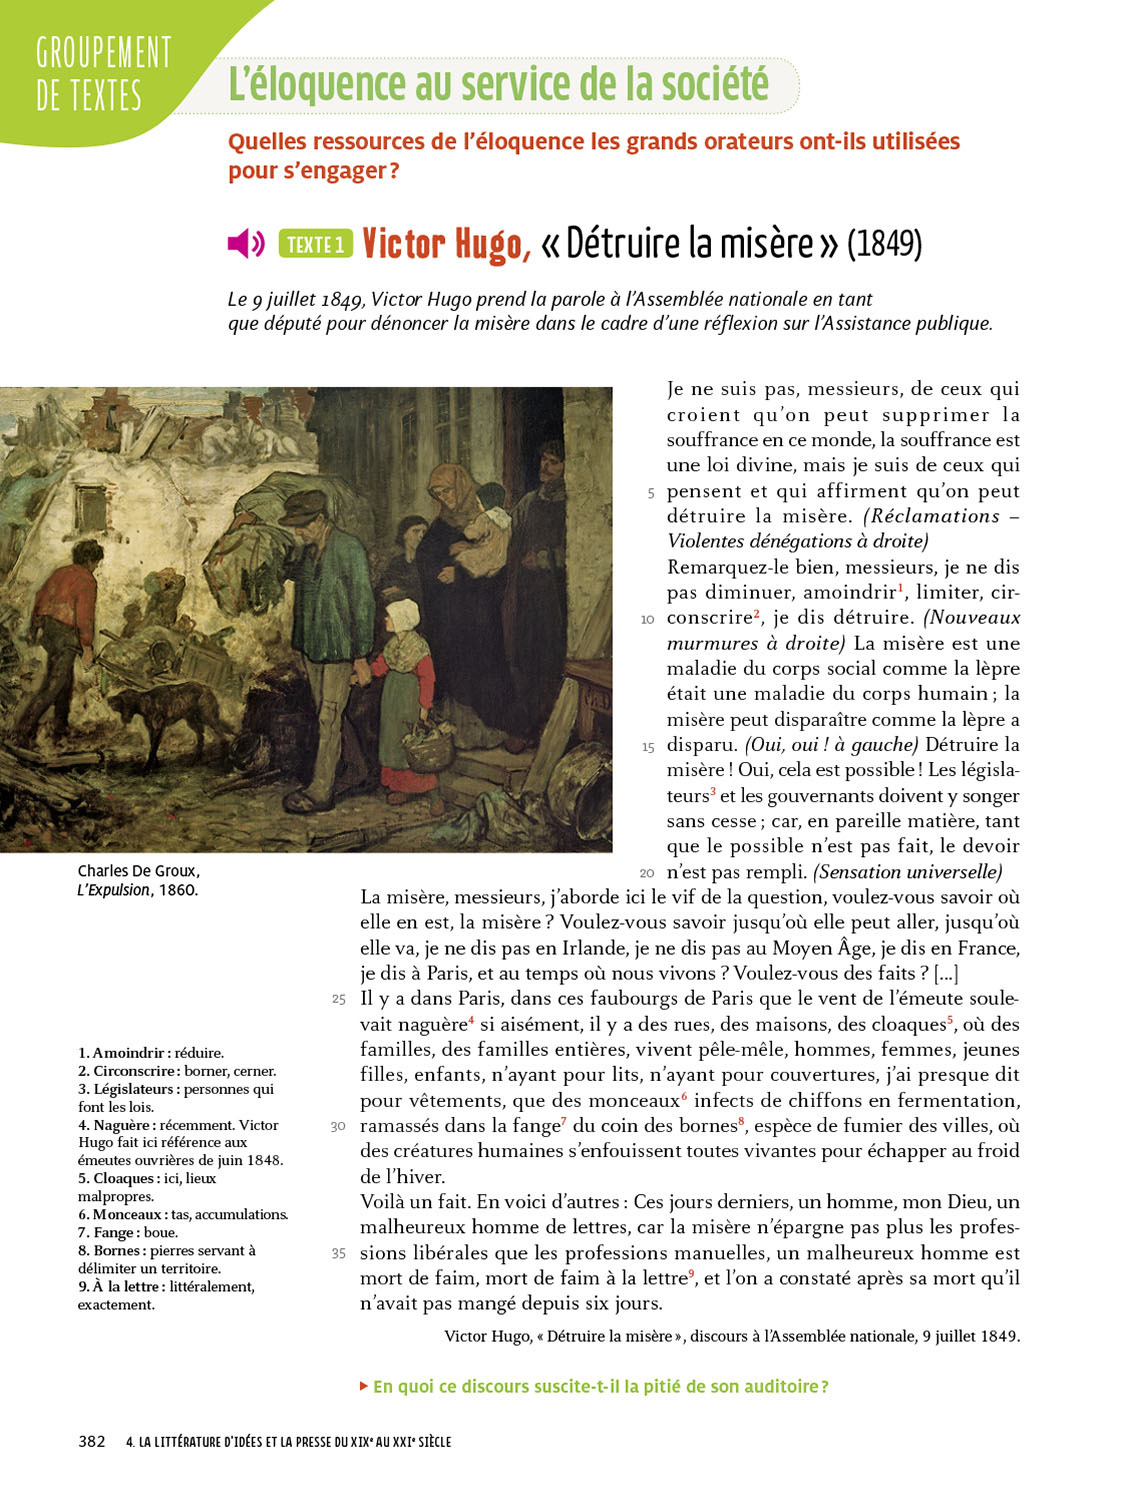 GROUPEMENT
DE TEXTES
L’éloquence au service de la société
Quelles ressources de l’éloquence les grands orateurs ont-ils utilisées
pour s’engager ?
TEXTE 1 Victor Hugo, « Détruire la misère » (1849)
Le 9 juillet 1849, Victor Hugo prend la parole à l’Assemblée nationale en tant
que député pour dénoncer la misère dans le cadre d’une réflexion sur l’Assistance publique.
Je ne suis pas, messieurs, de ceux qui
croient qu’on peut supprimer la
souffrance en ce monde, la souffrance est
une loi divine, mais je suis de ceux qui
5 pensent et qui affirment qu’on peut
détruire la misère. (Réclamations –
Violentes dénégations à droite)
Remarquez-le bien, messieurs, je ne dis
pas diminuer, amoindrir1, limiter, cir-
10 conscrire2, je dis détruire. (Nouveaux
murmures à droite) La misère est une
maladie du corps social comme la lèpre
était une maladie du corps humain ; la
misère peut disparaître comme la lèpre a
15 disparu. (Oui, oui ! à gauche) Détruire la
misère ! Oui, cela est possible ! Les législa-
teurs3 et les gouvernants doivent y songer
sans cesse ; car, en pareille matière, tant
que le possible n’est pas fait, le devoir
20 n’est pas rempli. (Sensation universelle)
La misère, messieurs, j’aborde ici le vif de la question, voulez-vous savoir où
elle en est, la misère ? Voulez-vous savoir jusqu’où elle peut aller, jusqu’où
elle va, je ne dis pas en Irlande, je ne dis pas au Moyen Âge, je dis en France,
je dis à Paris, et au temps où nous vivons ? Voulez-vous des faits ? [...]
25 Il y a dans Paris, dans ces faubourgs de Paris que le vent de l’émeute soule-
vait naguère4 si aisément, il y a des rues, des maisons, des cloaques5, où des
familles, des familles entières, vivent pêle-mêle, hommes, femmes, jeunes
filles, enfants, n’ayant pour lits, n’ayant pour couvertures, j’ai presque dit
pour vêtements, que des monceaux6 infects de chiffons en fermentation,
30 ramassés dans la fange7 du coin des bornes8, espèce de fumier des villes, où
des créatures humaines s’enfouissent toutes vivantes pour échapper au froid
de l’hiver.
Voilà un fait. En voici d’autres : Ces jours derniers, un homme, mon Dieu, un
malheureux homme de lettres, car la misère n’épargne pas plus les profes-
35 sions libérales que les professions manuelles, un malheureux homme est
mort de faim, mort de faim à la lettre9, et l’on a constaté après sa mort qu’il
n’avait pas mangé depuis six jours.
Victor Hugo, « Détruire la misère », discours à l’Assemblée nationale, 9 juillet 1849.
En quoi ce discours suscite-t-il la pitié de son auditoire ?
Charles De Groux,
L’Expulsion, 1860.
1. Amoindrir : réduire.
2. Circonscrire : borner, cerner.
3. Législateurs : personnes qui
font les lois.
4. Naguère : récemment. Victor
Hugo fait ici référence aux
émeutes ouvrières de juin 1848.
5. Cloaques : ici, lieux
malpropres.
6. Monceaux : tas, accumulations.
7. Fange : boue.
8. Bornes : pierres servant à
délimiter un territoire.
9. À la lettre : littéralement,
exactement.
382 4. LA LITTÉRATURE D’IDÉES ET LA PRESSE DU XIXe AU XXIe SIÈCLE